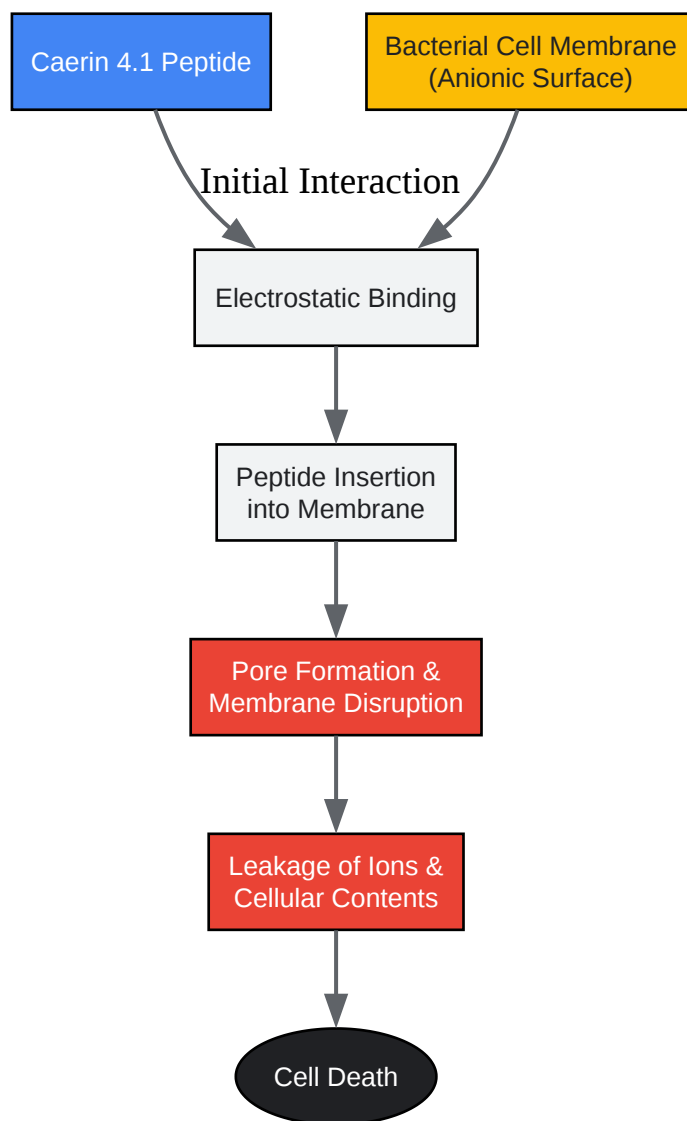 Caerin 4.1 Peptide
Bacterial Cell Membrane
(Anionic Surface)
Initial Interaction
Electrostatic Binding
Peptide Insertion
into Membrane
Pore Formation &
Membrane Disruption
Leakage of Ions &
Cellular Contents
Cell Death